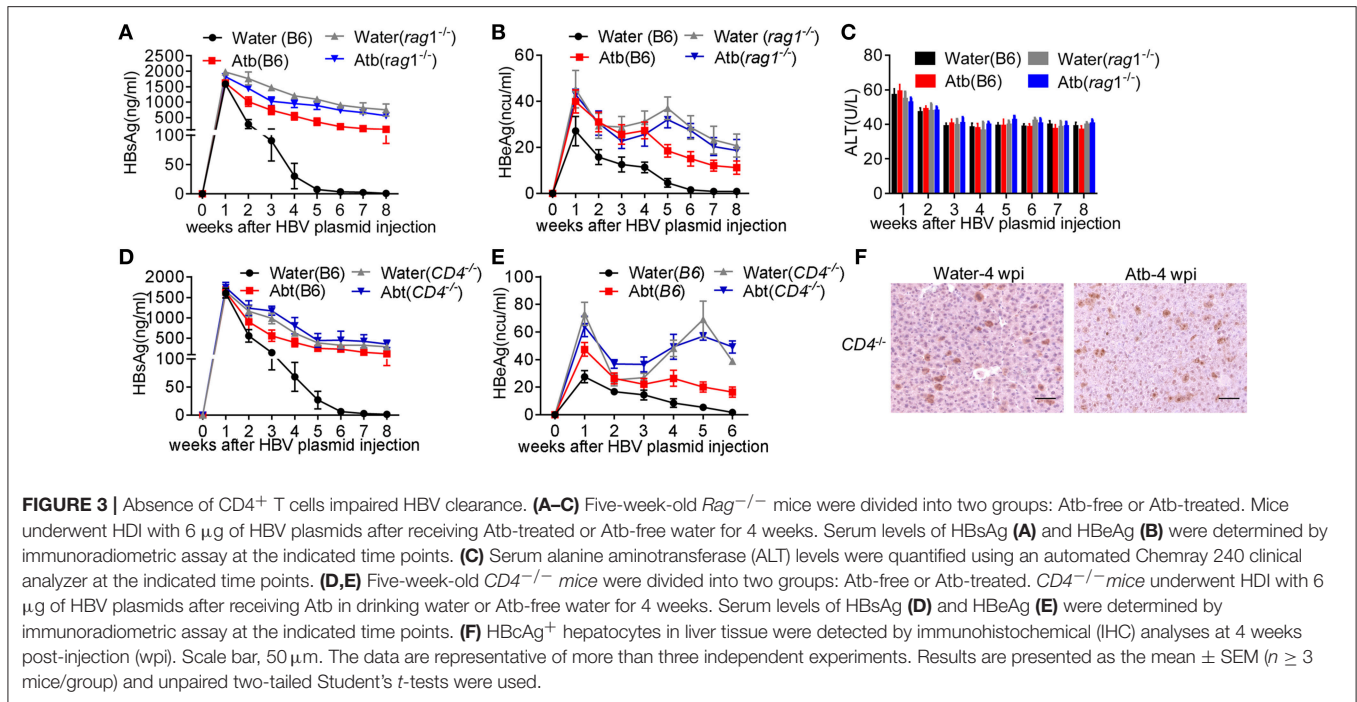 A
Water (B6)
Water(rag1-/-)
Atb(B6)
Atb(rag1-/-)
HBsAg(ng/ml)
2500
2000
1500
1000
500
100
50
0
0 1 2 3 4 5 6 7 8
weeks after HBV plasmid injection
B
Water (B6)
Water (rag1-/-)
Atb(B6)
Atb(rag1-/-)
HBeAg(ncu/ml)
60
40
20
0
0 1 2 3 4 5 6 7 8
weeks after HBV plasmid injection
C
Water(B6)
Water(rag1-/-)
Atb(B6)
Atb(rag1-/-)
ALT(U/L)
80
60
40
20
0
1 2 3 4 5 6 7 8
weeks after HBV plasmid injection
D
Water(B6)
Water(CD4-/-)
Abt(B6)
Abt(CD4-/-)
HBsAg(ng/ml)
2000
1500
1000
500
100
50
0
0 1 2 3 4 5 6 7 8
weeks after HBV plasmid injection
E
Water(B6)
Water(CD4-/-)
Abt(B6)
Abt(CD4-/-)
HBeAg(ncu/ml)
100
80
60
40
20
0
0 1 2 3 4 5 6
weeks after HBV plasmid injection
F
Water-4 wpi
Atb-4 wpi
CD4-/-
FIGURE 3 | Absence of CD4+ T cells impaired HBV clearance. (A–C) Five-week-old Rag−/− mice were divided into two groups: Atb-free or Atb-treated. Mice
underwent HDI with 6 μg of HBV plasmids after receiving Atb-treated or Atb-free water for 4 weeks. Serum levels of HBsAg (A) and HBeAg (B) were determined by
immunoradiometric assay at the indicated time points. (C) Serum alanine aminotransferase (ALT) levels were quantified using an automated Chemray 240 clinical
analyzer at the indicated time points. (D,E) Five-week-old CD4−/− mice were divided into two groups: Atb-free or Atb-treated. CD4−/−mice underwent HDI with 6
μg of HBV plasmids after receiving Atb in drinking water or Atb-free water for 4 weeks. Serum levels of HBsAg (D) and HBeAg (E) were determined by
immunoradiometric assay at the indicated time points. (F) HBcAg+ hepatocytes in liver tissue were detected by immunohistochemical (IHC) analyses at 4 weeks
post-injection (wpi). Scale bar, 50 μm. The data are representative of more than three independent experiments. Results are presented as the mean ± SEM (n ≥ 3
mice/group) and unpaired two-tailed Student's t-tests were used.